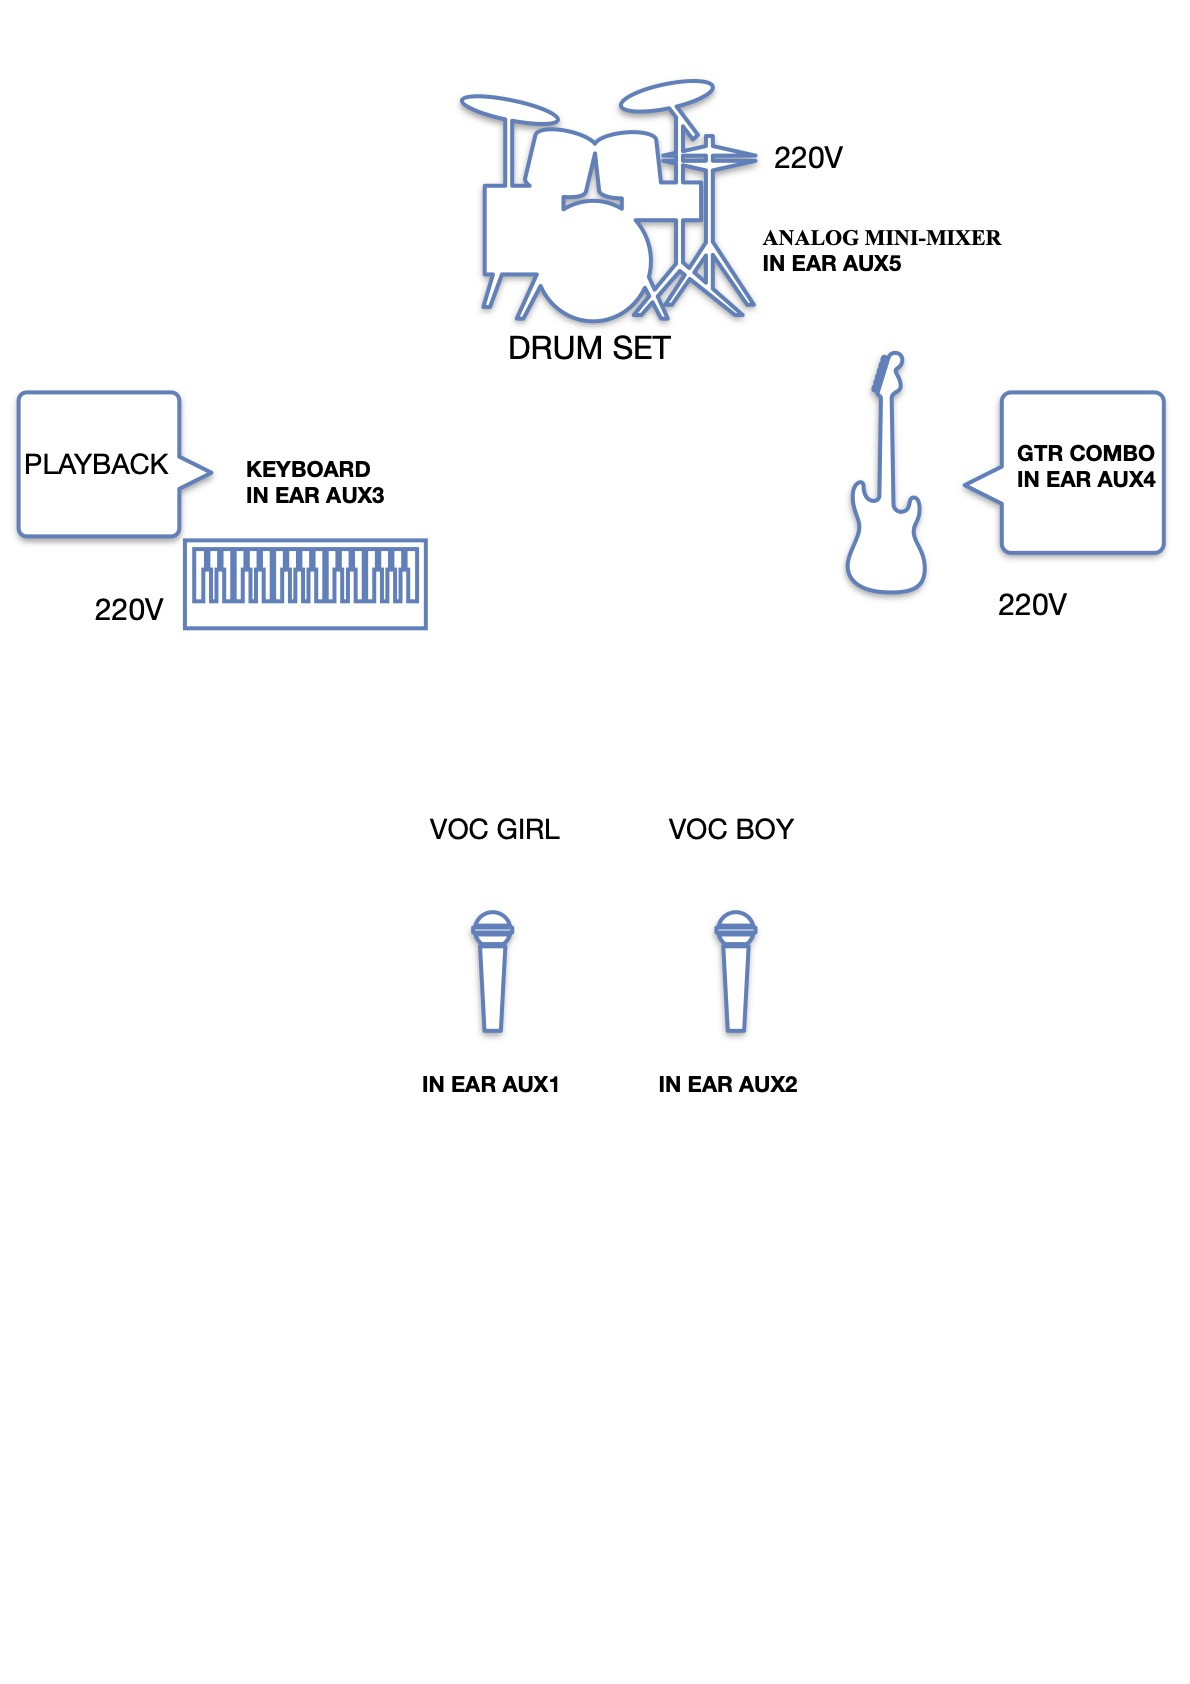 220V
ANALOG MINI-MIXER
IN EAR AUX5
DRUM SET
PLAYBACK
KEYBOARD
IN EAR AUX3
220V
GTR COMBO
IN EAR AUX4
220V
VOC GIRL
VOC BOY
IN EAR AUX1
IN EAR AUX2